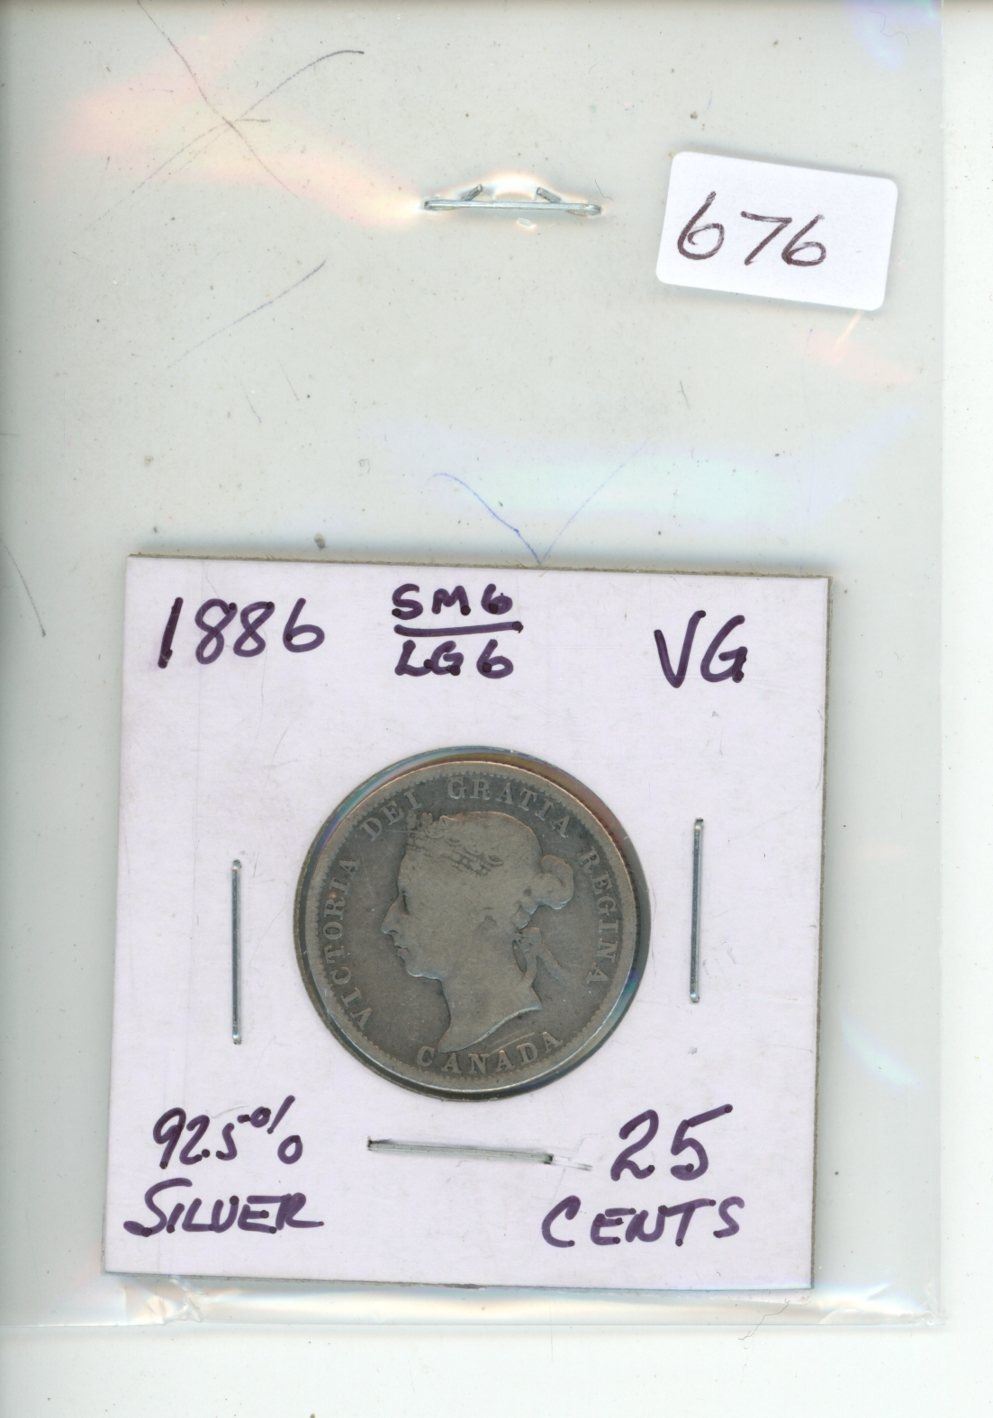 676
1886 SM6 VG
LG6
VICTORIA DEI GRATIA REGINA
CANADA
92.5% 25
SILVER CENTS